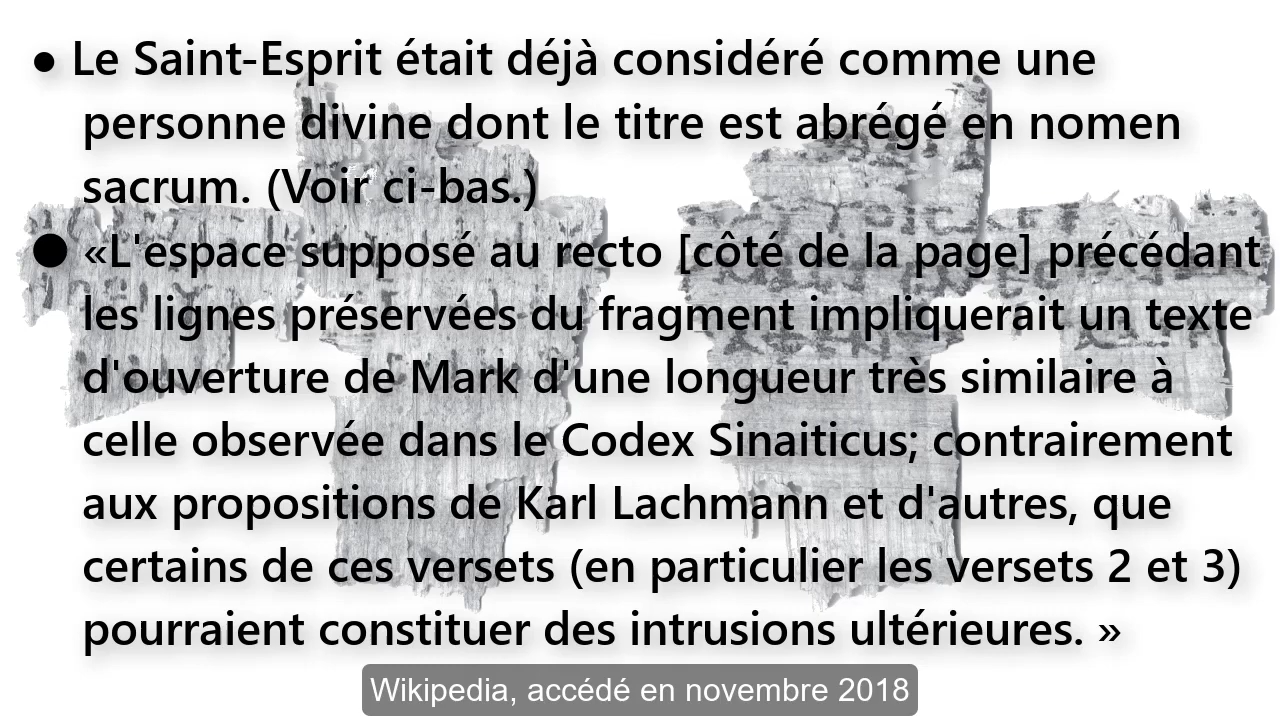 ● Le Saint-Esprit était déjà considéré comme une
personne divine dont le titre est abrégé en nomen
sacrum. (Voir ci-bas.)
● «L'espace supposé au recto [côté de la page] précédant
les lignes préservées du fragment impliquerait un texte
d'ouverture de Mark d'une longueur très similaire à
celle observée dans le Codex Sinaiticus; contrairement
aux propositions de Karl Lachmann et d'autres, que
certains de ces versets (en particulier les versets 2 et 3)
pourraient constituer des intrusions ultérieures. »
Wikipedia, accédé en novembre 2018